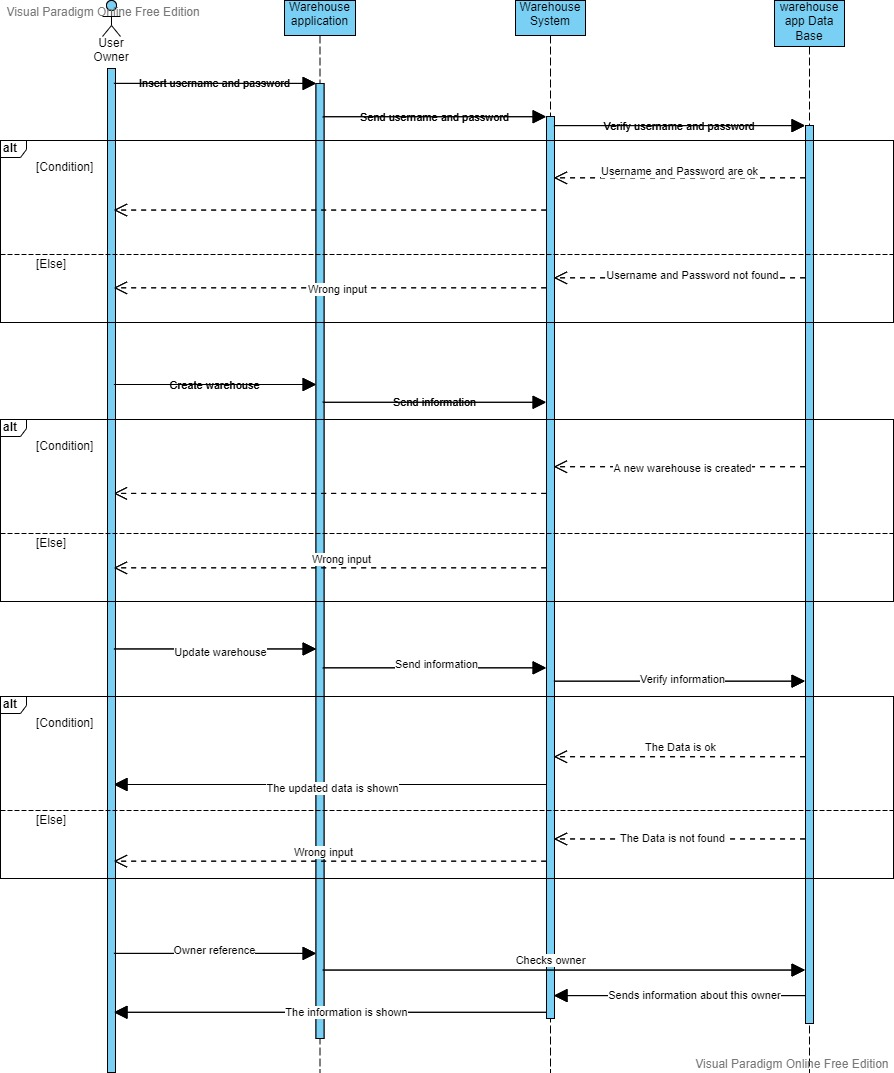 Visual Paradigm Online Free Edition
User
Owner
Warehouse
application
Warehouse
System
warehouse
app Data
Base
Insert username and password
Send username and password
Verify username and password
alt
[Condition]
Username and Password are ok
[Else]
Username and Password not found
Wrong input
Create warehouse
Send information
alt
[Condition]
A new warehouse is created
[Else]
Wrong input
Update warehouse
Send information
Verify information
alt
[Condition]
The Data is ok
The updated data is shown
[Else]
The Data is not found
Wrong input
Owner reference
Checks owner
Sends information about this owner
The information is shown
Visual Paradigm Online Free Edition